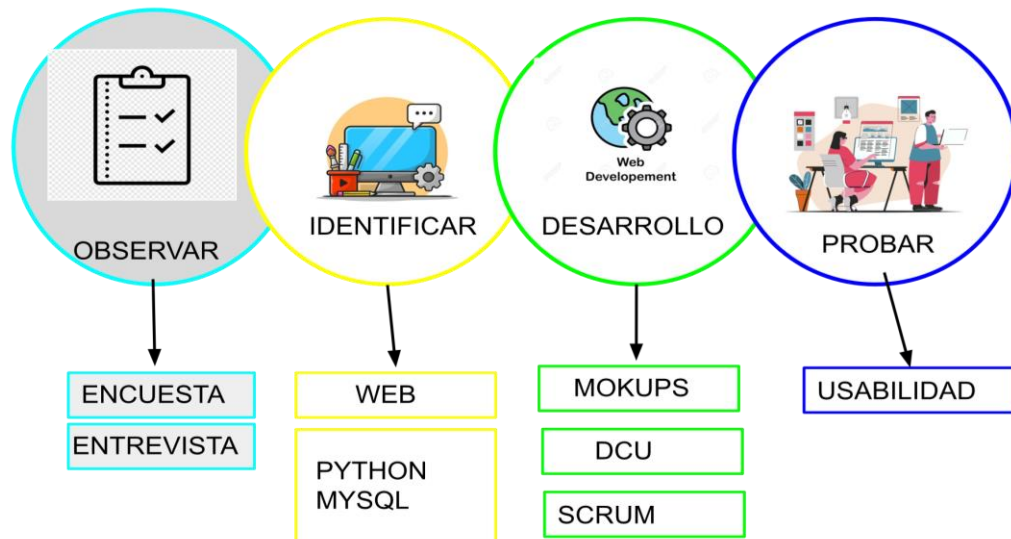 Web
Developement
OBSERVAR
IDENTIFICAR
DESARROLLO
PROBAR
ENCUESTA
ENTREVISTA
WEB
PYTHON
MYSQL
MOKUPS
DCU
SCRUM
USABILIDAD